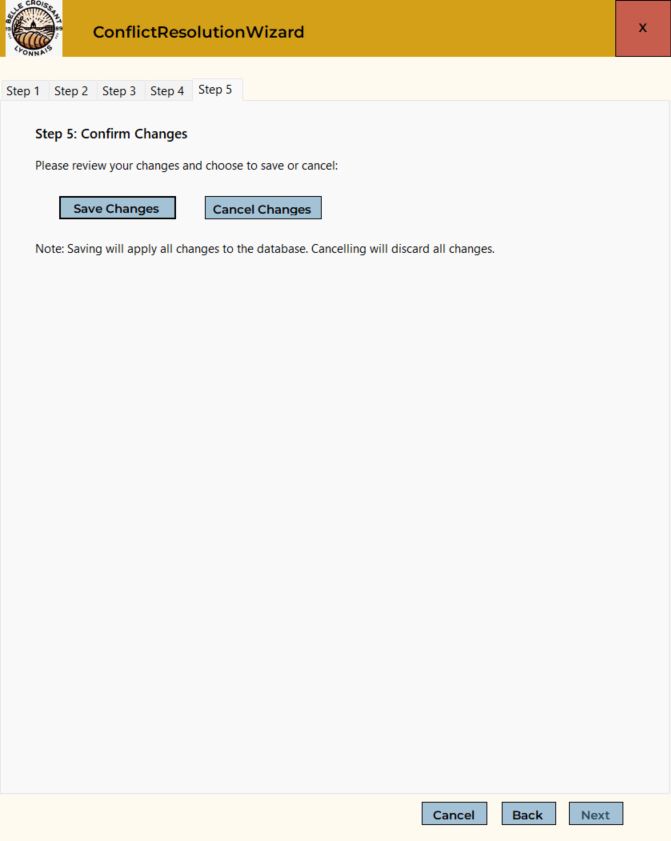 BELLE CROISSANT
LYONNAIS
ConflictResolutionWizard
X
Step 1 Step 2 Step 3 Step 4 Step 5
Step 5: Confirm Changes
Please review your changes and choose to save or cancel:
Save Changes Cancel Changes
Note: Saving will apply all changes to the database. Cancelling will discard all changes.
Cancel Back Next